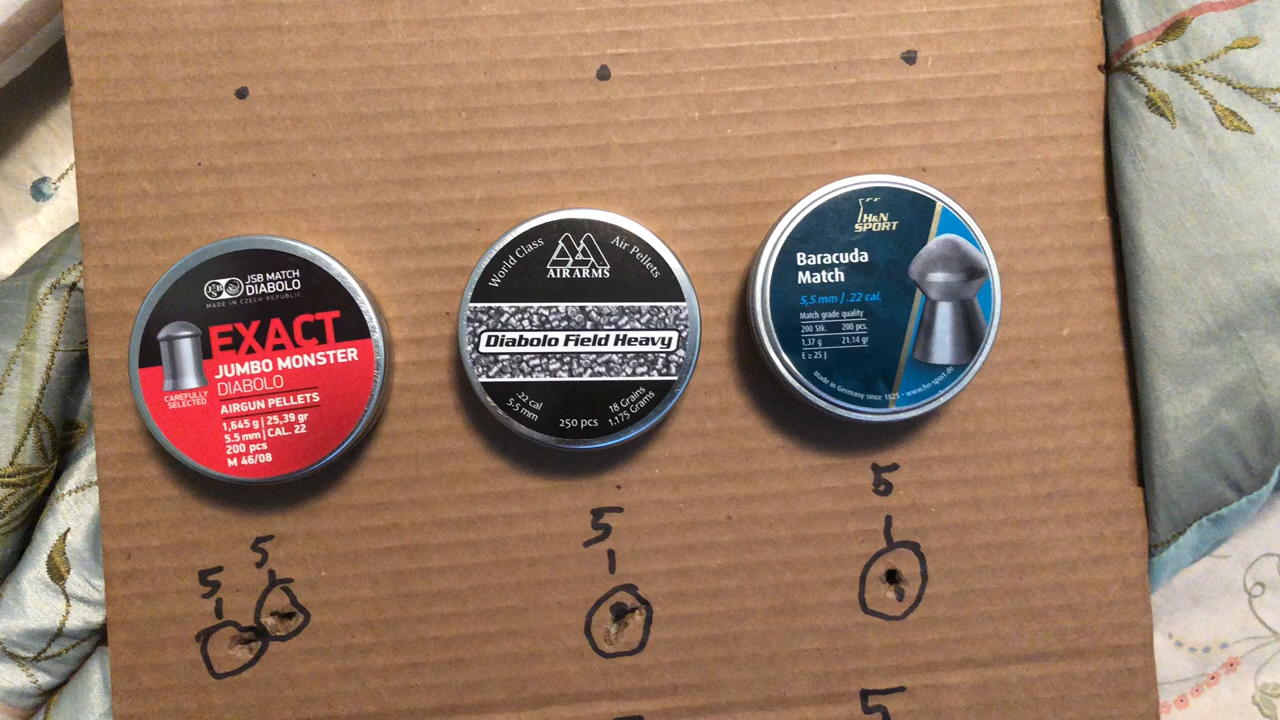 JSB MATCH
DIABOLO
MADE IN CZECH REPUBLIC
EXACT
JUMBO MONSTER
DIABOLO
CAREFULLY
SELECTED
AIRGUN PELLETS
1,645 g | 25,39 gr
5.5 mm | CAL. 22
200 pcs
M 46/08
World Class
Air Pellets
AIR ARMS
Diabolo Field Heavy
.22 cal
5.5 mm
250 pcs
18 Grains
1.175 Grams
H&N
SPORT
Baracuda
Match
5,5 mm | .22 cal.
Match grade quality
200 Stk. 200 pcs.
1,37 g 21.14 gr
E ≥ 25 J
Made in Germany since 1825 - www.hn-sport.de
5
5
5
5
5